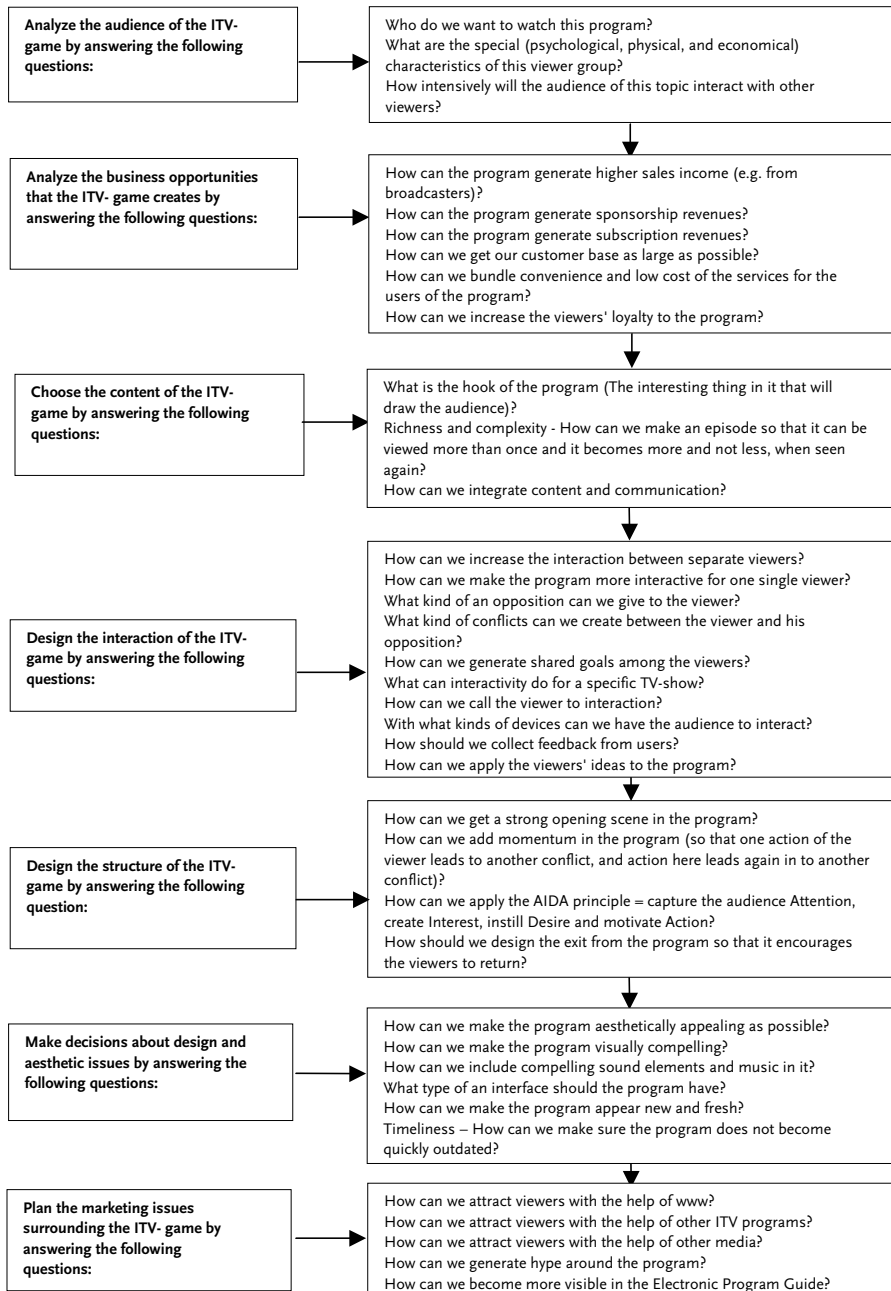 Analyze the audience of the ITV-
game by answering the following
questions:
Who do we want to watch this program?
What are the special (psychological, physical, and economical)
characteristics of this viewer group?
How intensively will the audience of this topic interact with other
viewers?
Analyze the business opportunities
that the ITV- game creates by
answering the following questions:
How can the program generate higher sales income (e.g. from
broadcasters)?
How can the program generate sponsorship revenues?
How can the program generate subscription revenues?
How can we get our customer base as large as possible?
How can we bundle convenience and low cost of the services for the
users of the program?
How can we increase the viewers' loyalty to the program?
Choose the content of the ITV-
game by answering the following
questions:
What is the hook of the program (The interesting thing in it that will
draw the audience)?
Richness and complexity - How can we make an episode so that it can be
viewed more than once and it becomes more and not less, when seen
again?
How can we integrate content and communication?
Design the interaction of the ITV-
game by answering the following
questions:
How can we increase the interaction between separate viewers?
How can we make the program more interactive for one single viewer?
What kind of an opposition can we give to the viewer?
What kind of conflicts can we create between the viewer and his
opposition?
How can we generate shared goals among the viewers?
What can interactivity do for a specific TV-show?
How can we call the viewer to interaction?
With what kinds of devices can we have the audience to interact?
How should we collect feedback from users?
How can we apply the viewers' ideas to the program?
Design the structure of the ITV-
game by answering the following
question:
How can we get a strong opening scene in the program?
How can we add momentum in the program (so that one action of the
viewer leads to another conflict, and action here leads again in to another
conflict)?
How can we apply the AIDA principle = capture the audience Attention,
create Interest, instill Desire and motivate Action?
How should we design the exit from the program so that it encourages
the viewers to return?
Make decisions about design and
aesthetic issues by answering the
following questions:
How can we make the program aesthetically appealing as possible?
How can we make the program visually compelling?
How can we include compelling sound elements and music in it?
What type of an interface should the program have?
How can we make the program appear new and fresh?
Timeliness – How can we make sure the program does not become
quickly outdated?
Plan the marketing issues
surrounding the ITV- game by
answering the following
questions:
How can we attract viewers with the help of www?
How can we attract viewers with the help of other ITV programs?
How can we attract viewers with the help of other media?
How can we generate hype around the program?
How can we become more visible in the Electronic Program Guide?